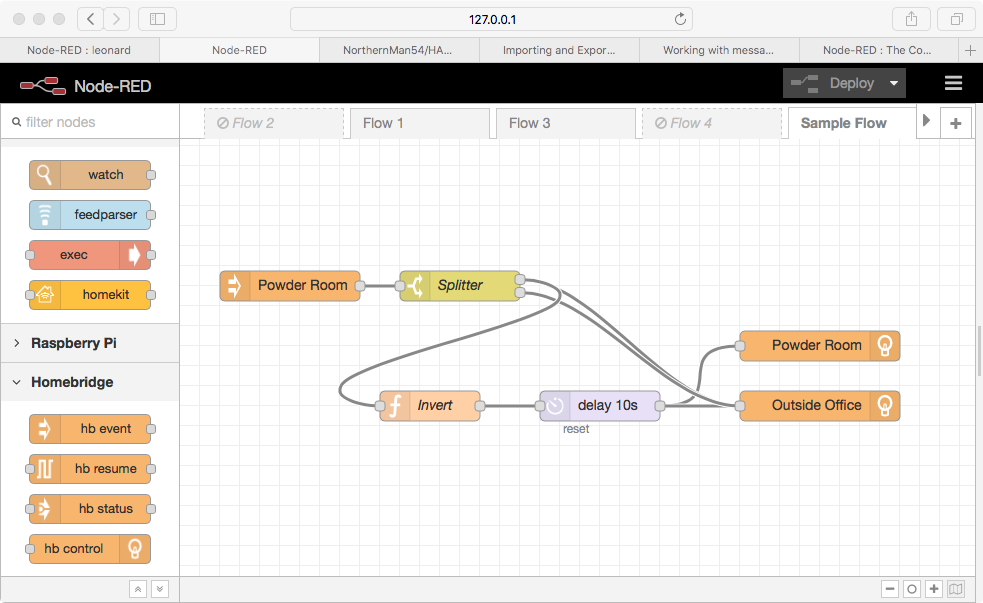 127.0.0.1
Node-RED : leonard
Node-RED
NorthernMan54/HA...
Importing and Expor...
Working with messa...
Node-RED : The Co...
Node-RED
Deploy
filter nodes
Flow 2
Flow 1
Flow 3
Flow 4
Sample Flow
watch
feedparser
exec
homekit
Raspberry Pi
Homebridge
hb event
hb resume
hb status
hb control
Powder Room
Splitter
Powder Room
Invert
delay 10s
Outside Office
reset